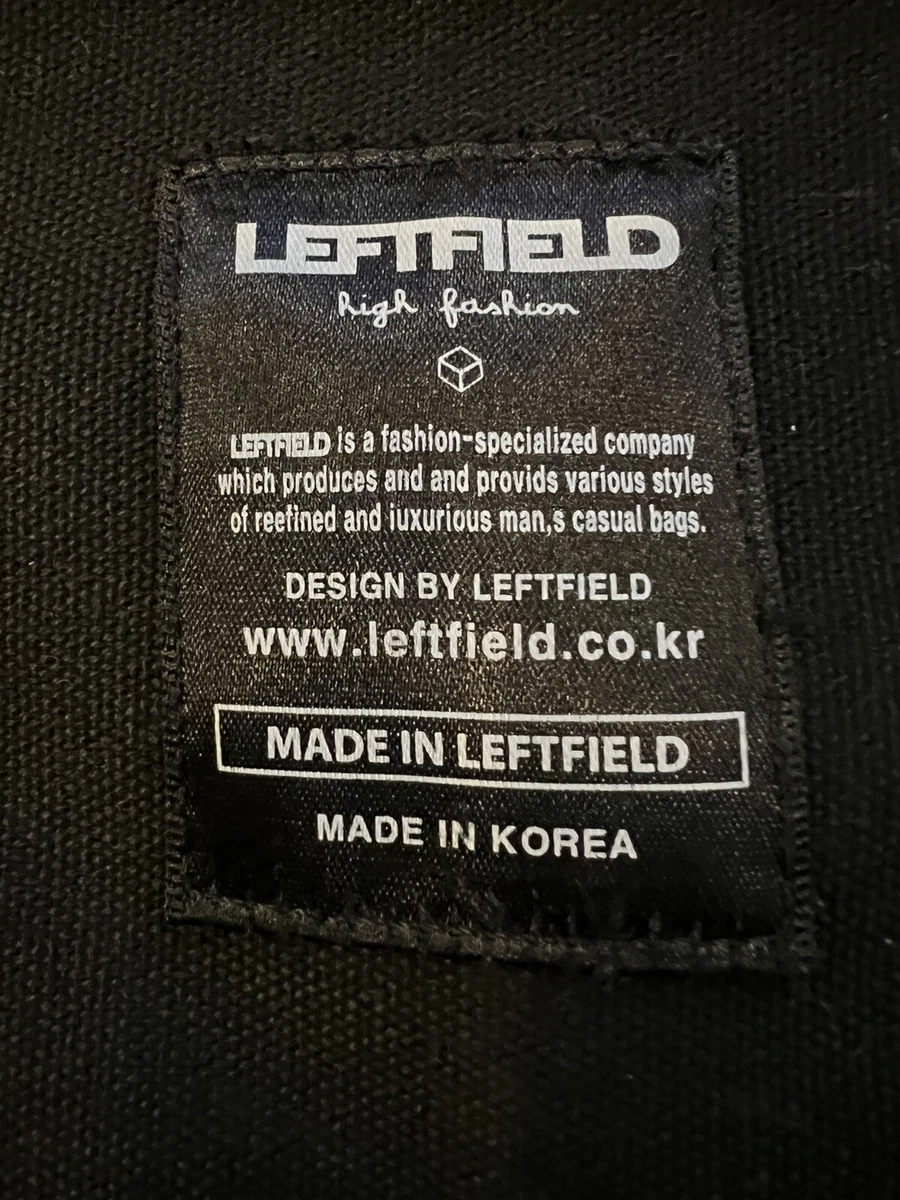 LEFTFIELD
high fashion
LEFTFIELD is a fashion-specialized company
which produces and and provids various styles
of reetined and iuxurious man,s casual bags.
DESIGN BY LEFTFIELD
www.leftfield.co.kr
MADE IN LEFTFIELD
MADE IN KOREA